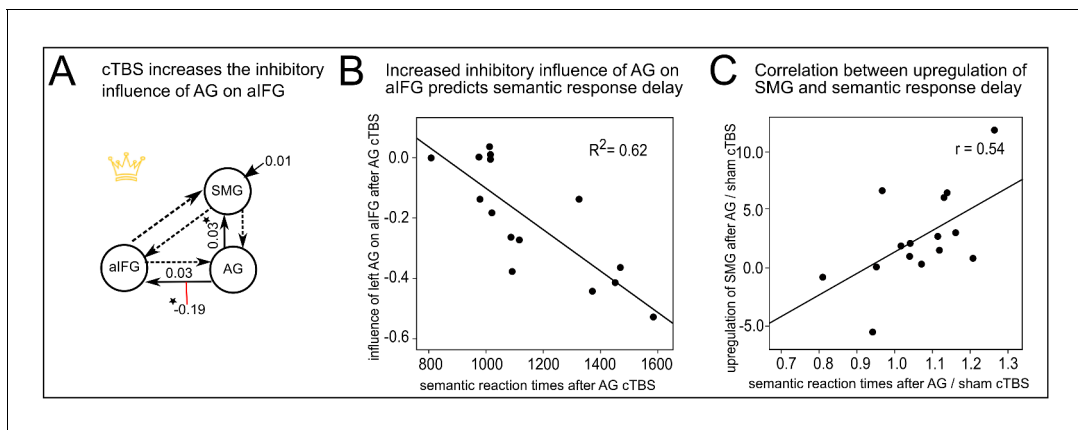 A
cTBS increases the inhibitory
influence of AG on aIFG
SMG
0.01
0.03
*
aIFG
0.03
AG
*
-0.19
B
Increased inhibitory influence of AG on
aIFG predicts semantic response delay
influence of left AG on aIFG after AG cTBS
R2= 0.62
0.0
-0.2
-0.4
-0.6
800 1000 1200 1400 1600
semantic reaction times after AG cTBS
C
Correlation between upregulation of
SMG and semantic response delay
upregulation of SMG after AG / sham cTBS
r = 0.54
10.0
5.0
0.0
-5.0
0.7 0.8 0.9 1.0 1.1 1.2 1.3
semantic reaction times after AG / sham cTBS